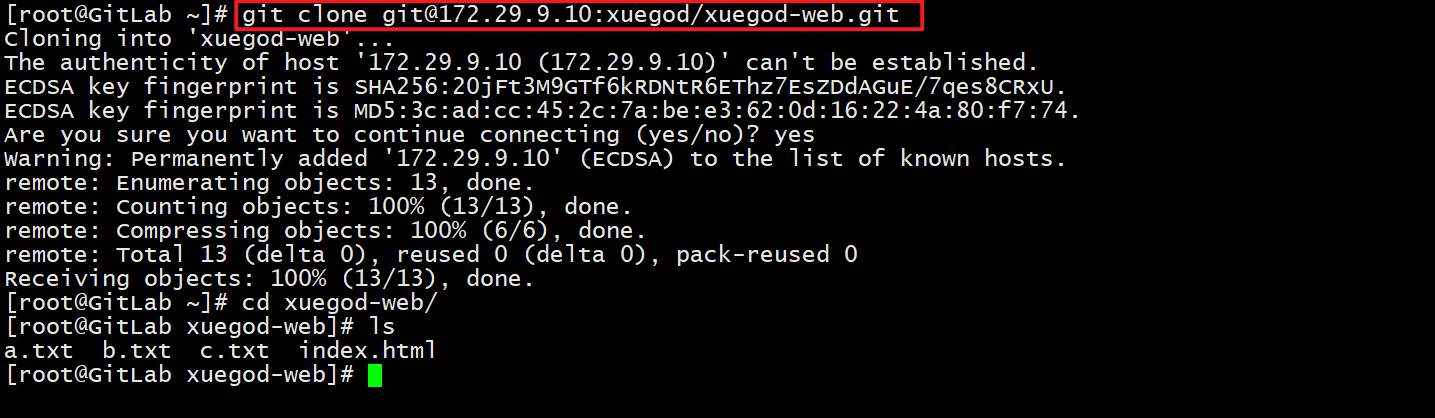 [root@GitLab ~]# git clone git@172.29.9.10:xuegod/xuegod-web.git
Cloning into 'xuegod-web'...
The authenticity of host '172.29.9.10 (172.29.9.10)' can't be established.
ECDSA key fingerprint is SHA256:20jFt3M9GTf6kRDNtR6EThz7EsZDdAGuE/7qes8CRxU.
ECDSA key fingerprint is MD5:3c:ad:cc:45:2c:7a:be:e3:62:0d:16:22:4a:80:f7:74.
Are you sure you want to continue connecting (yes/no)? yes
Warning: Permanently added '172.29.9.10' (ECDSA) to the list of known hosts.
remote: Enumerating objects: 13, done.
remote: Counting objects: 100% (13/13), done.
remote: Compressing objects: 100% (6/6), done.
remote: Total 13 (delta 0), reused 0 (delta 0), pack-reused 0
Receiving objects: 100% (13/13), done.
[root@GitLab ~]# cd xuegod-web/
[root@GitLab xuegod-web]# ls
a.txt  b.txt  c.txt  index.html
[root@GitLab xuegod-web]#